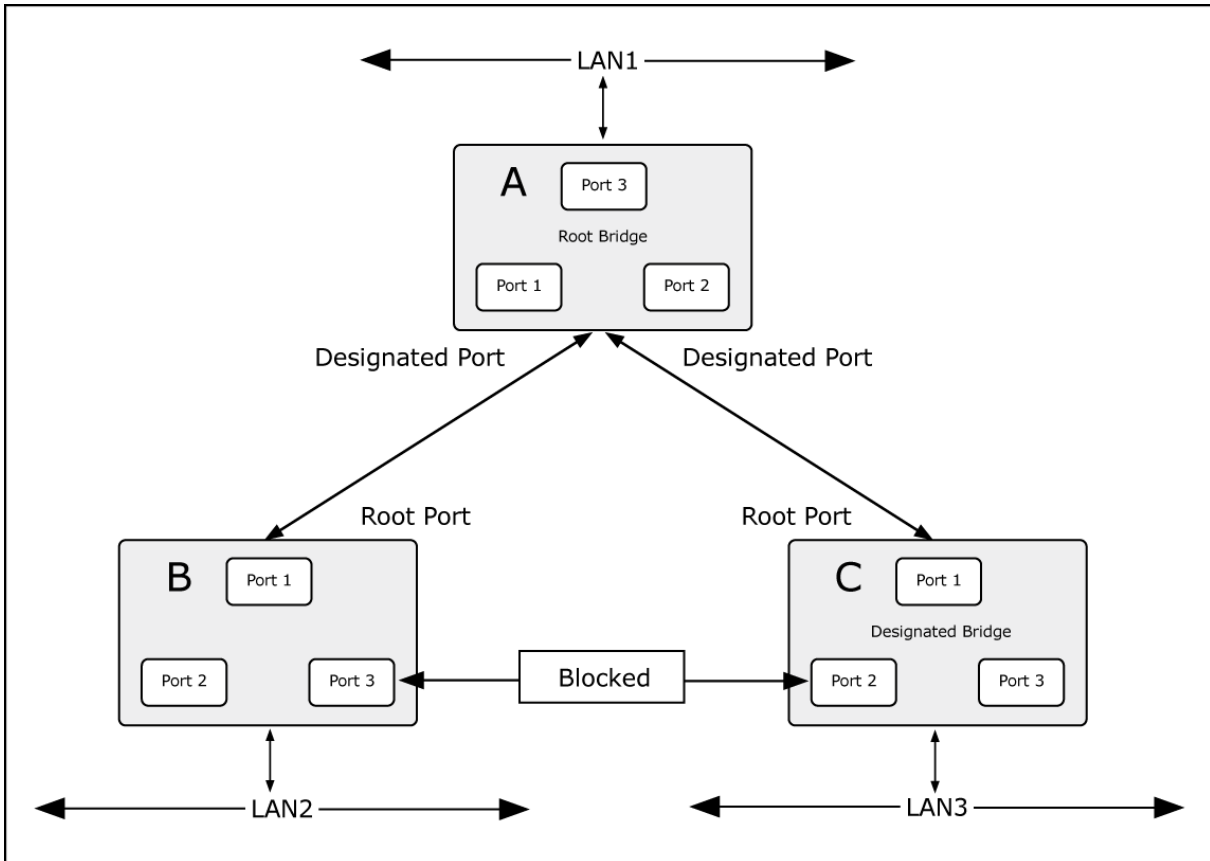 LAN1
A
Port 3
Root Bridge
Port 1
Port 2
Designated Port
Designated Port
Root Port
Root Port
B
Port 1
Port 2
Port 3
Blocked
C
Port 1
Designated Bridge
Port 2
Port 3
LAN2
LAN3